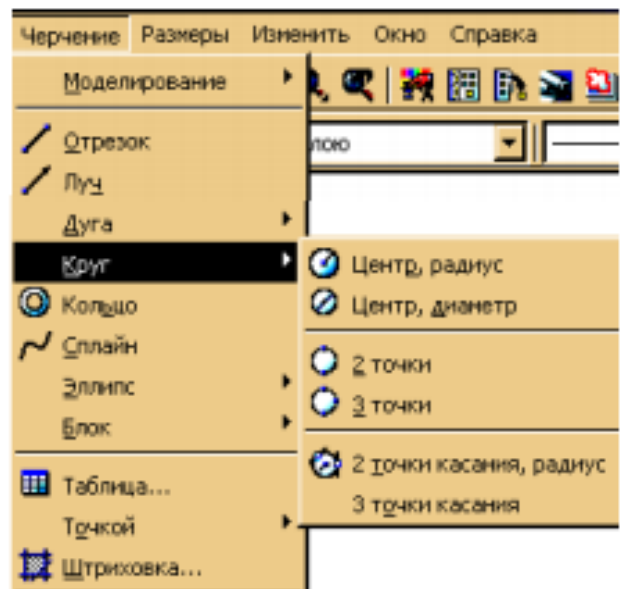 Черчение Размеры Изменить Окно Справка
Моделирование
Отрезок
лою
Луч
Дуга
Круг
Центр, радиус
Кольцо
Центр, диаметр
Сплайн
2 точки
Эллипс
3 точки
Блок
2 точки касания, радиус
Таблица...
3 точки касания
Точкой
Штриховка...